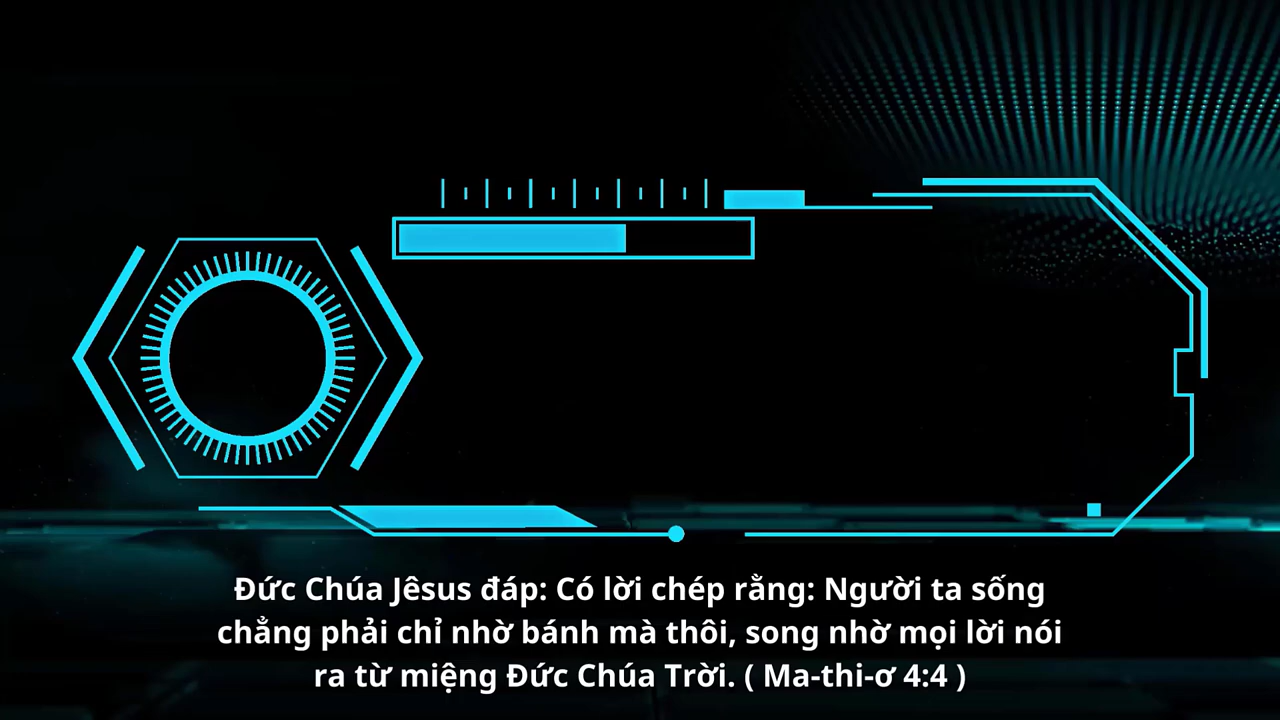 Đức Chúa Jêsus đáp: Có lời chép rằng: Người ta sống
chẳng phải chỉ nhờ bánh mà thôi, song nhờ mọi lời nói
ra từ miệng Đức Chúa Trời. ( Ma-thi-ơ 4:4 )